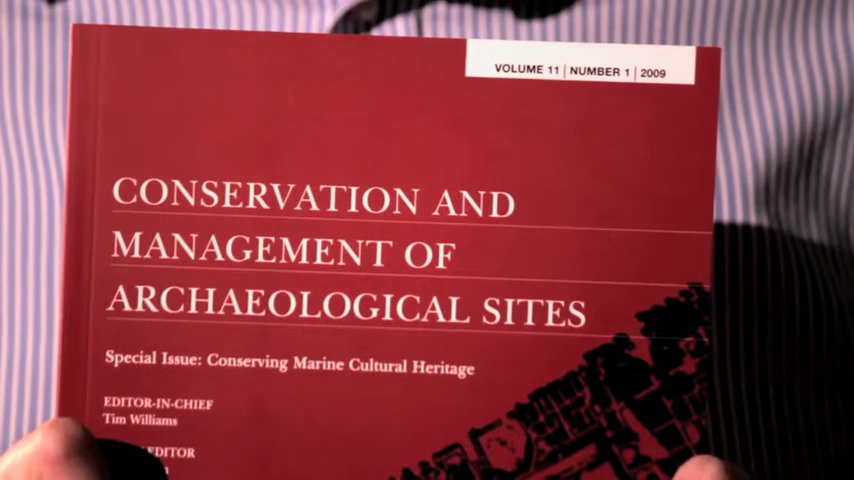 VOLUME 11 | NUMBER 1 | 2009
CONSERVATION AND
MANAGEMENT OF
ARCHAEOLOGICAL SITES
Special Issue: Conserving Marine Cultural Heritage
EDITOR-IN-CHIEF
Tim Williams
EDITOR